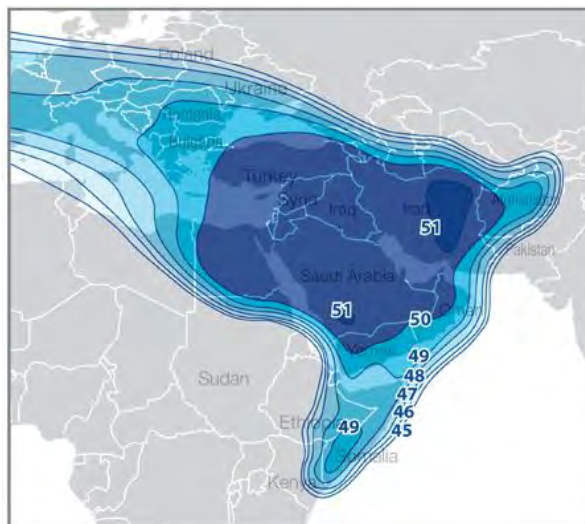 Poland
Ukraine
Romania
Bulgaria
Turkey
Syria
Iraq
Iran
Afghanistan
51
Pakistan
Saudi Arabia
51
50
Oman
Yemen
49
48
Sudan
47
46
Ethiopia
49
45
Somalia
Kenya